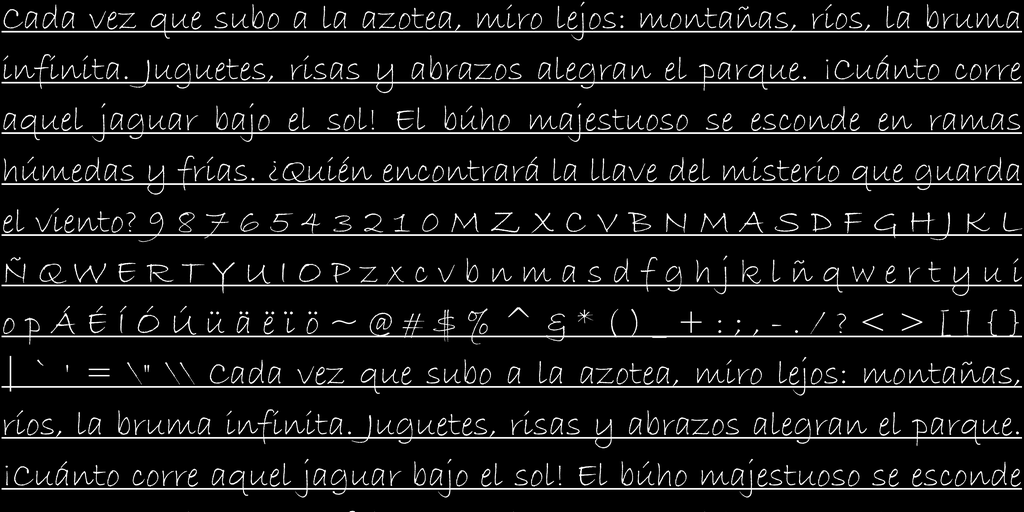 Cada vez que subo a la azotea, miro lejos: montañas, ríos, la bruma
infinita. Juguetes, risas y abrazos alegran el parque. ¡Cuánto corre
aquel jaguar bajo el sol! El búho majestuoso se esconde en ramas
húmedas y frías. ¿Quién encontrará la llave del misterio que guarda
el viento? 9 8 7 6 5 4 3 2 1 0 M Z X C V B N M A S D F G H J K L
Ñ Q W E R T Y U I O P z x c v b n m a s d f g h j k l ñ q w e r t y u i
o p Á É Í Ó Ú ü ä ë ï ö ~ @ # $ % ^ & * ( ) _ + : ; , - . / ? < > [ ] { }
| ` ' = \" \\ Cada vez que subo a la azotea, miro lejos: montañas,
ríos, la bruma infinita. Juguetes, risas y abrazos alegran el parque.
¡Cuánto corre aquel jaguar bajo el sol! El búho majestuoso se esconde